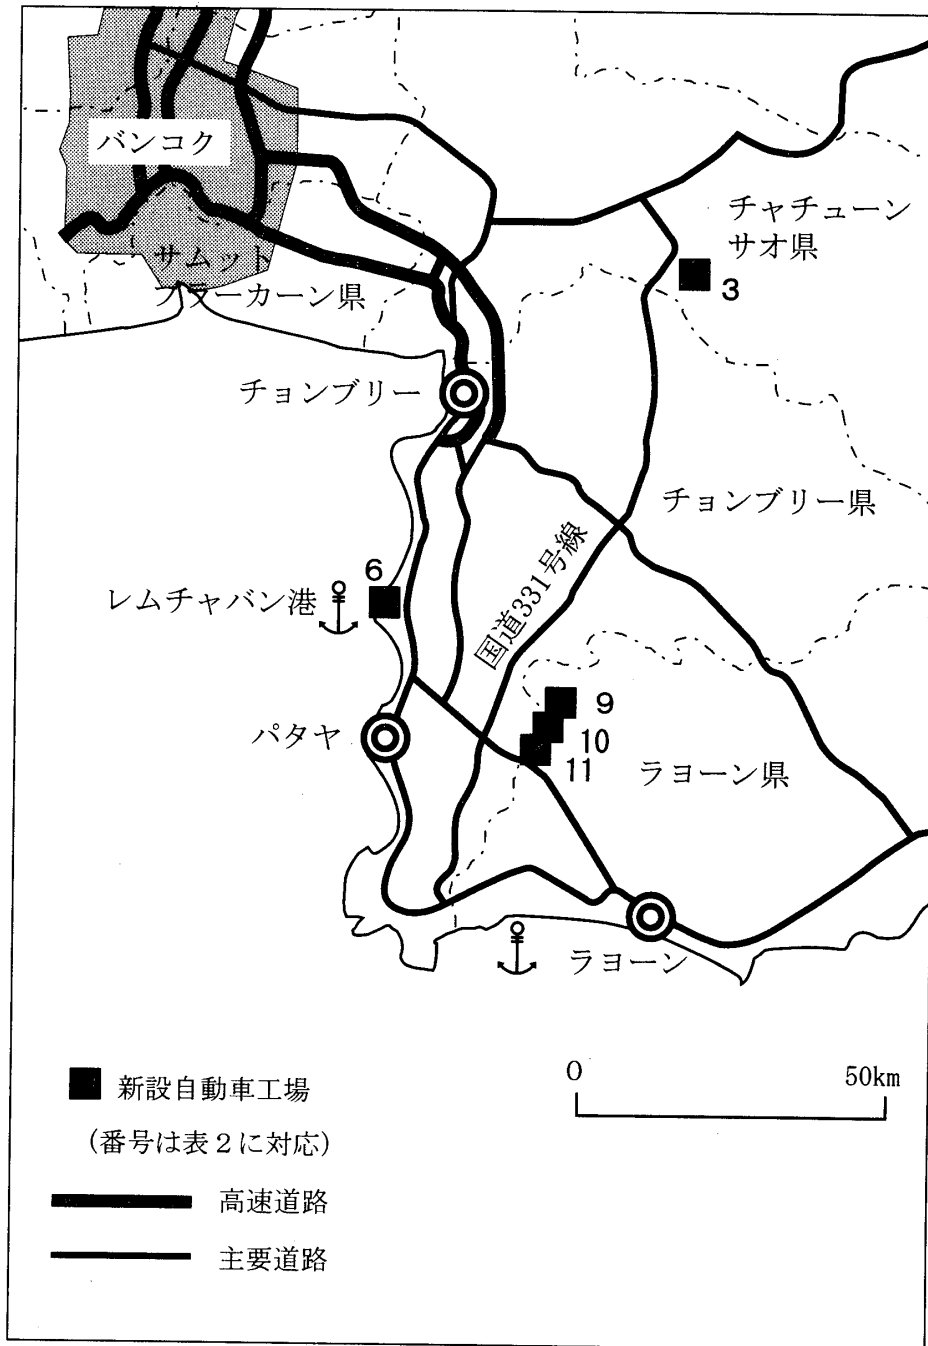 バンコク
チャチューン
サオ県
サムット
プラーカーン県
3
チョンブリー
チョンブリー県
国道331号線
6
レムチャバン港
9
パタヤ
10
11
ラヨーン県
ラヨーン
新設自動車工場
(番号は表2に対応)
0
50km
高速道路
主要道路